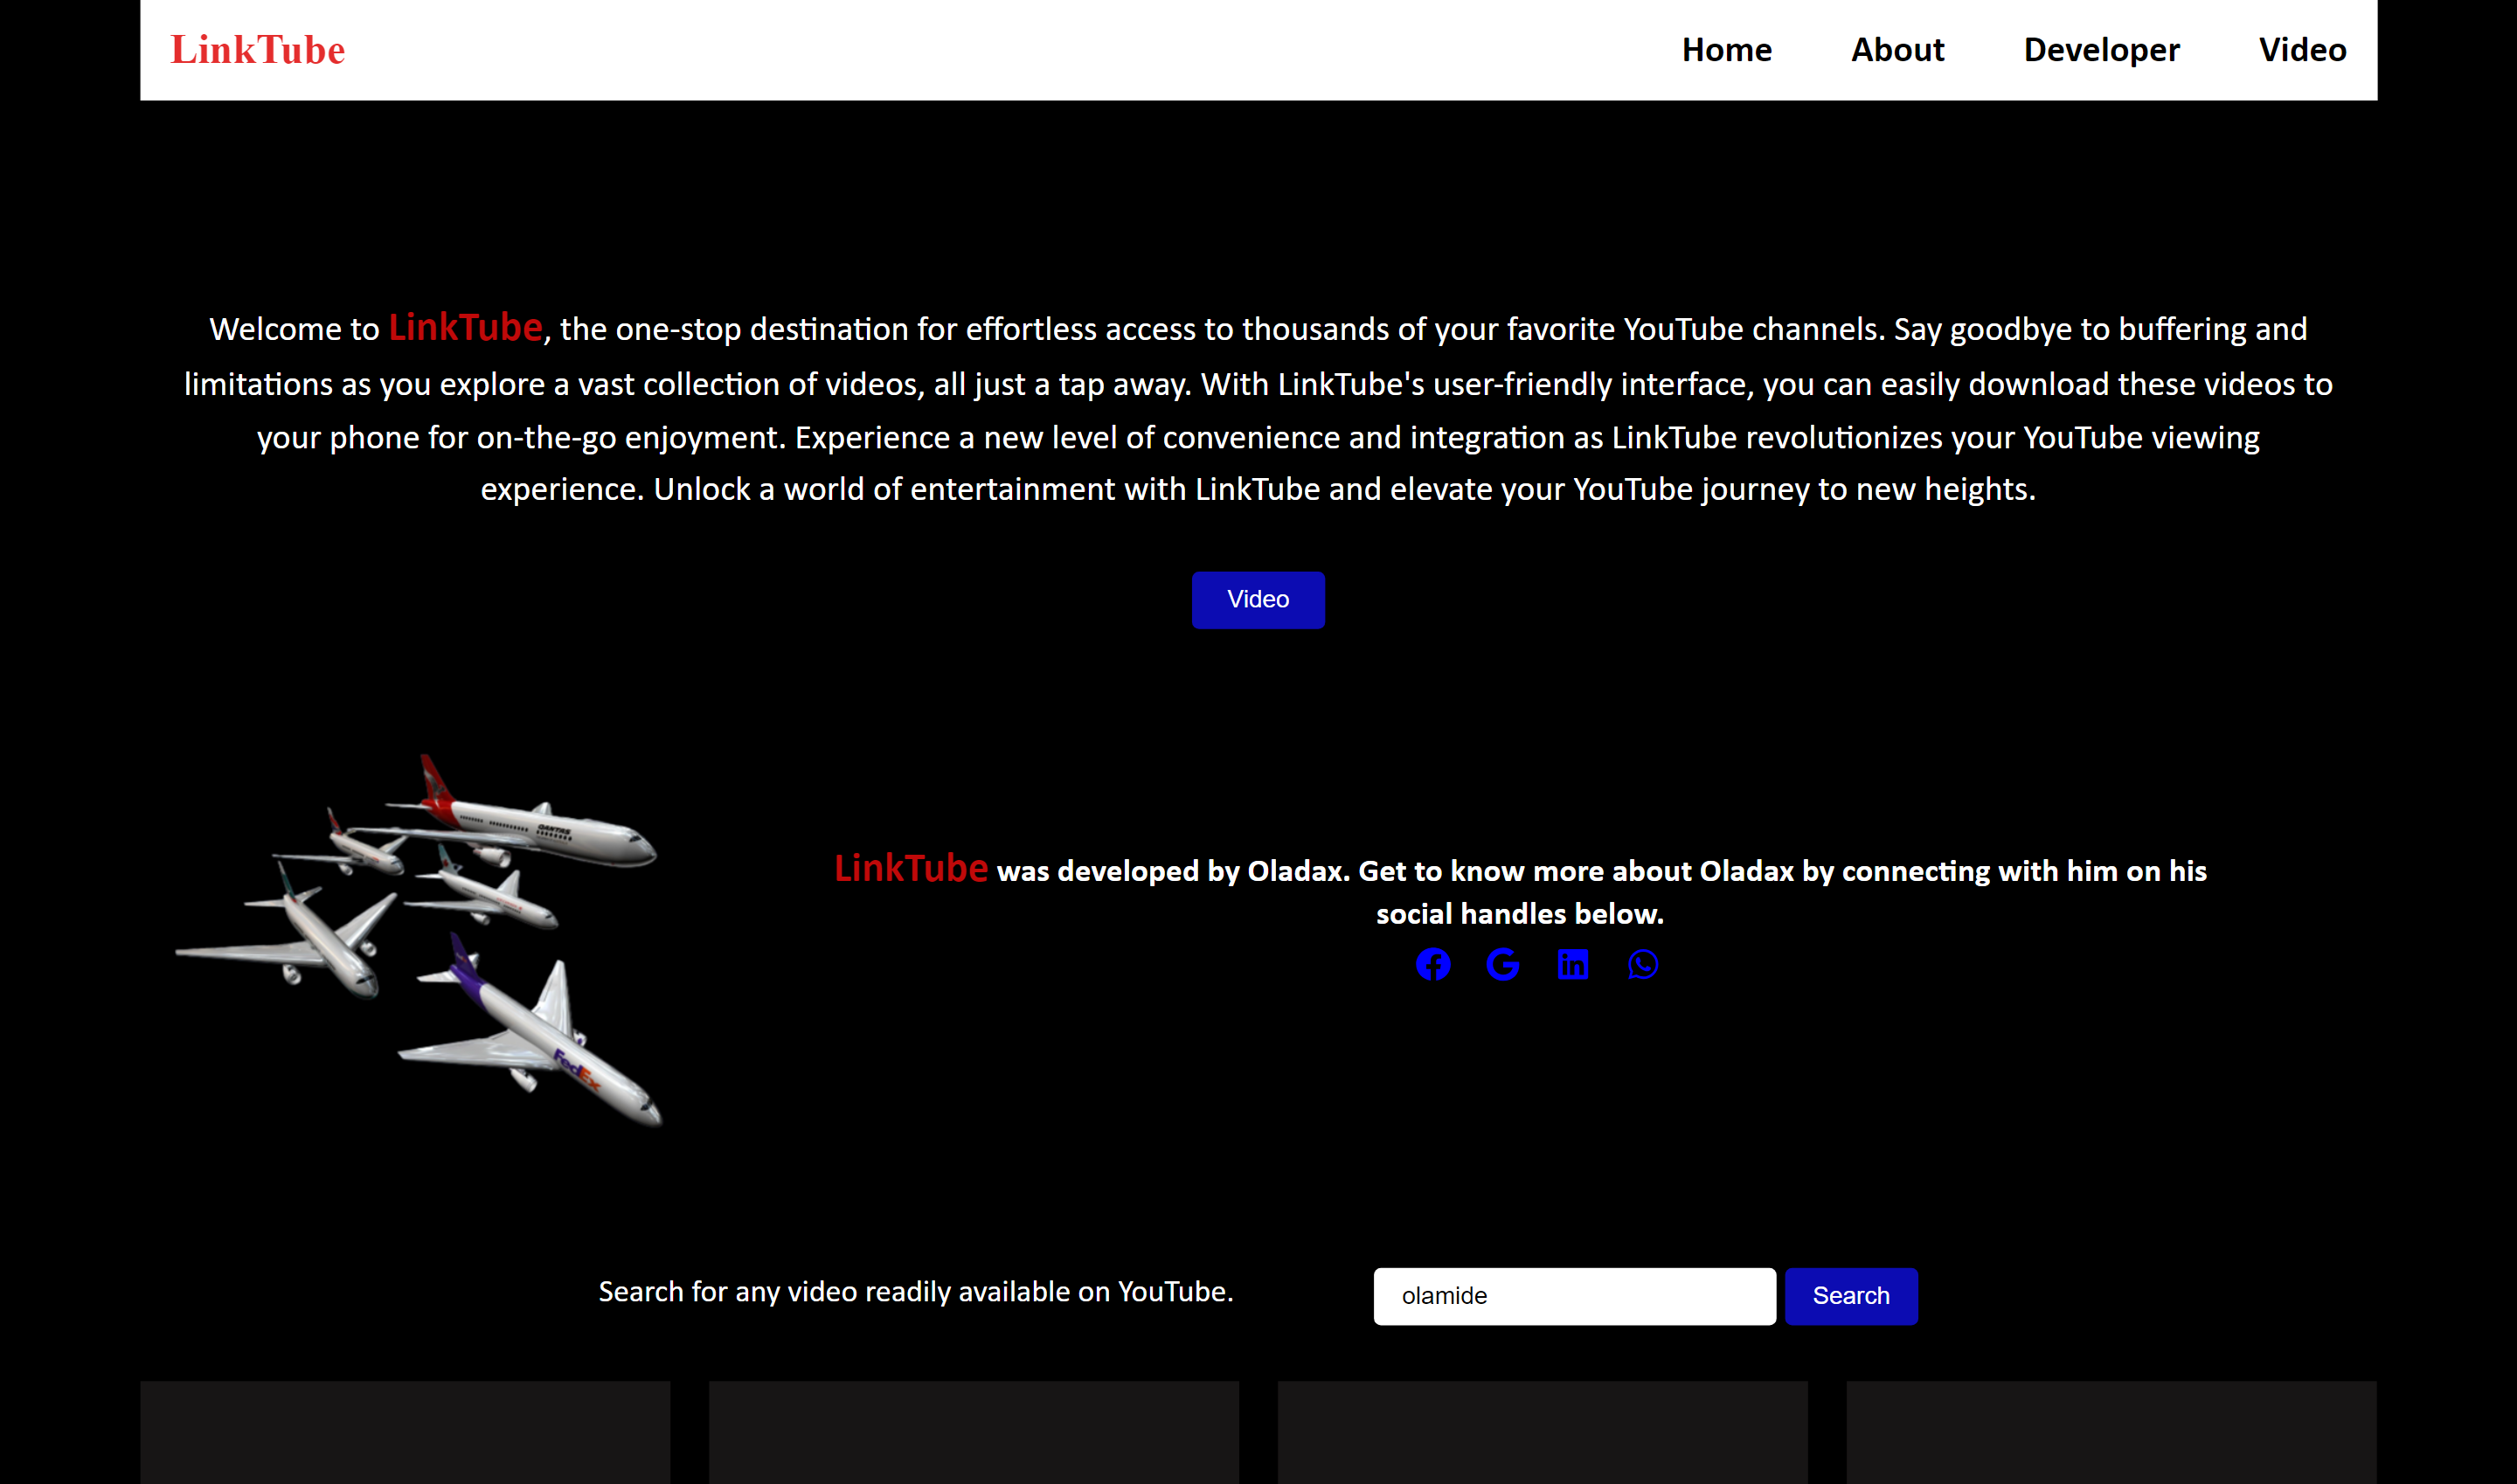 LinkTube
Home
About
Developer
Video
Welcome to LinkTube, the one-stop destination for effortless access to thousands of your favorite YouTube channels. Say goodbye to buffering and
limitations as you explore a vast collection of videos, all just a tap away. With LinkTube's user-friendly interface, you can easily download these videos to
your phone for on-the-go enjoyment. Experience a new level of convenience and integration as LinkTube revolutionizes your YouTube viewing
experience. Unlock a world of entertainment with LinkTube and elevate your YouTube journey to new heights.
Video
QANTAS
FedEx
LinkTube was developed by Oladax. Get to know more about Oladax by connecting with him on his
social handles below.
Search for any video readily available on YouTube.
olamide
Search